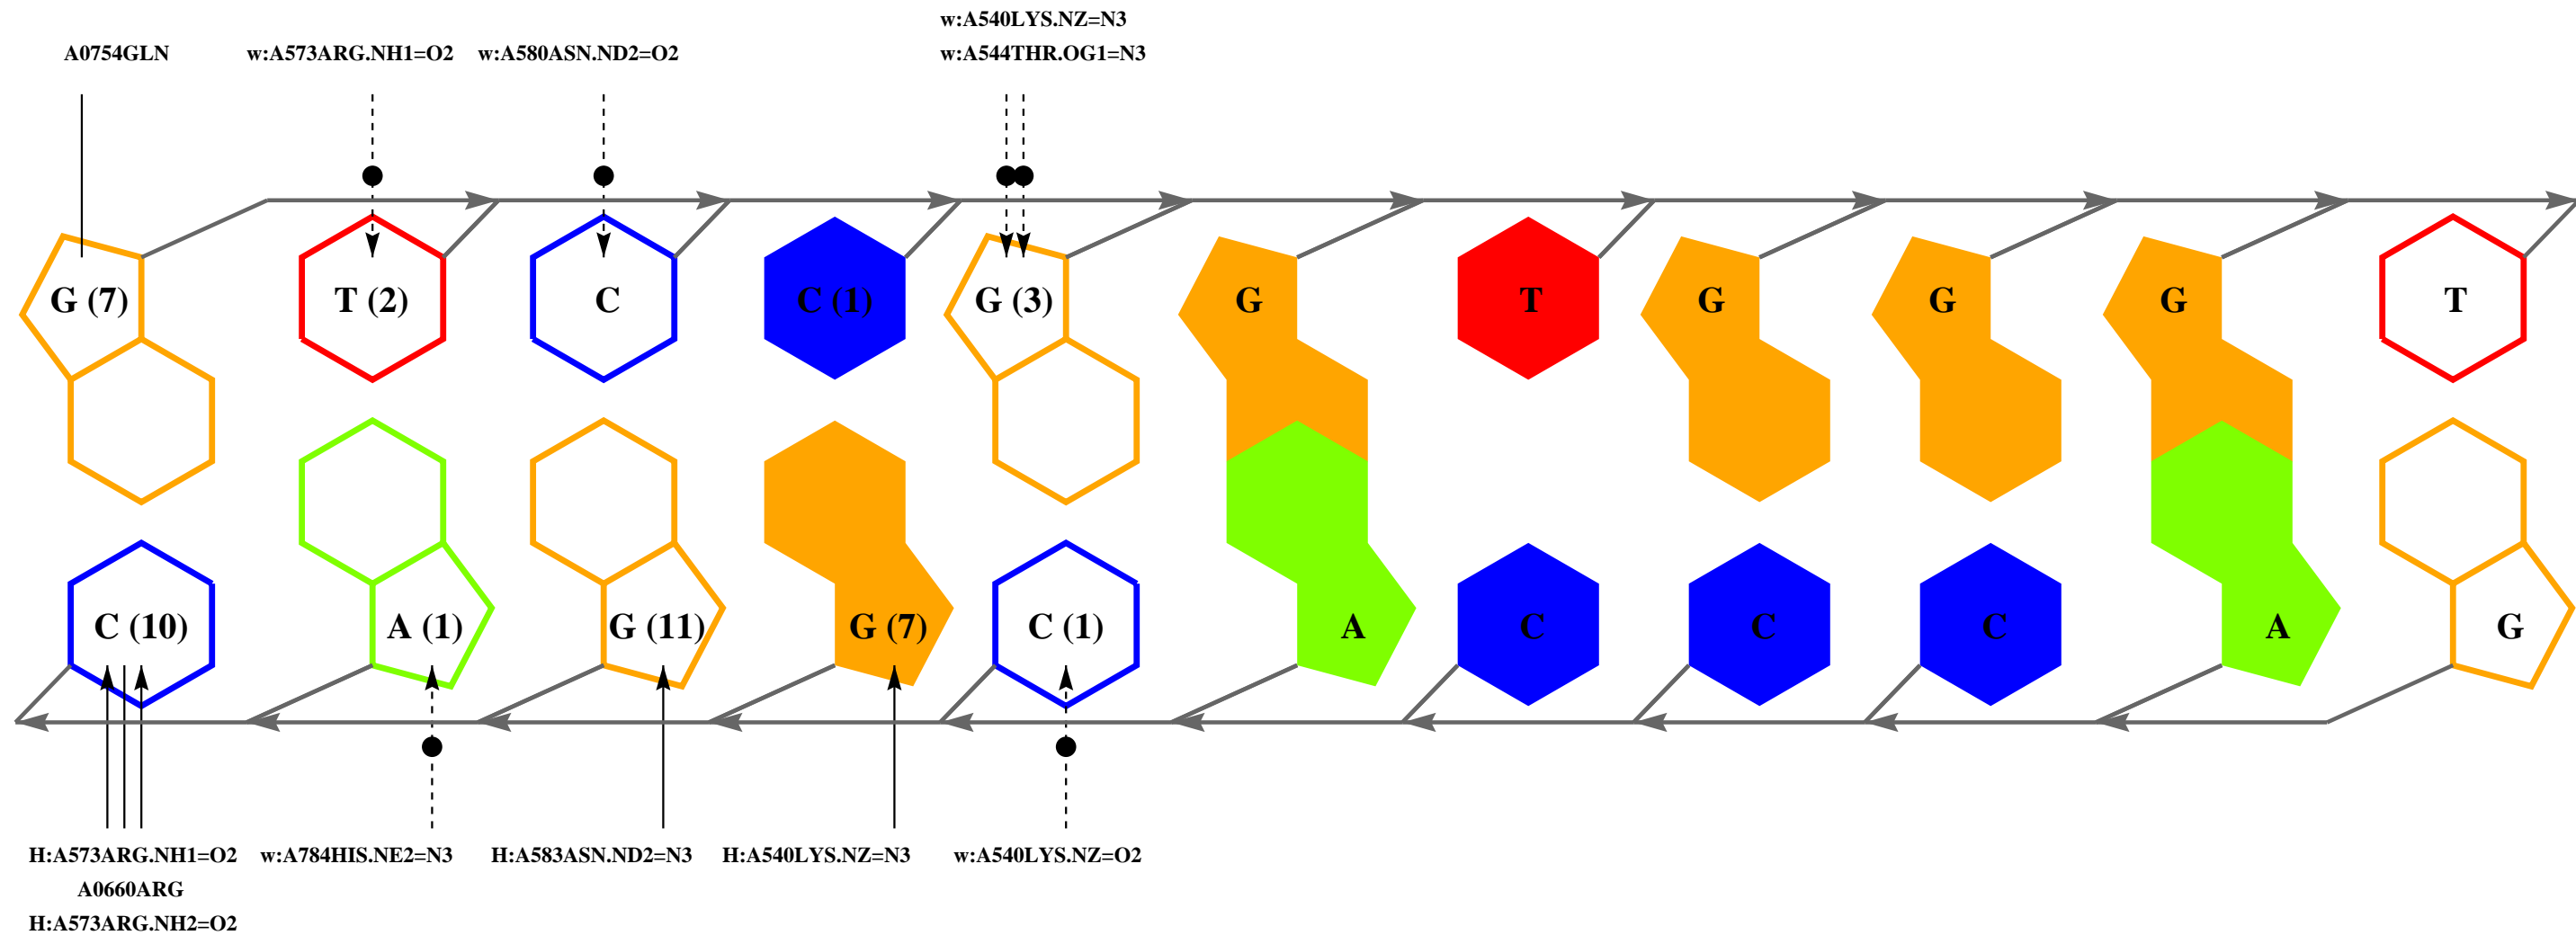 w:A540LYS.NZ=N3
A0754GLN w:A573ARG.NH1=O2 w:A580ASN.ND2=O2 w:A544THR.OG1=N3
G (7) T (2) C C (1) G (3) G T G G G T
C (10) A (1) G (11) G (7) C (1) A C C C A G
H:A573ARG.NH1=O2 w:A784HIS.NE2=N3 H:A583ASN.ND2=N3 H:A540LYS.NZ=N3 w:A540LYS.NZ=O2
A0660ARG
H:A573ARG.NH2=O2